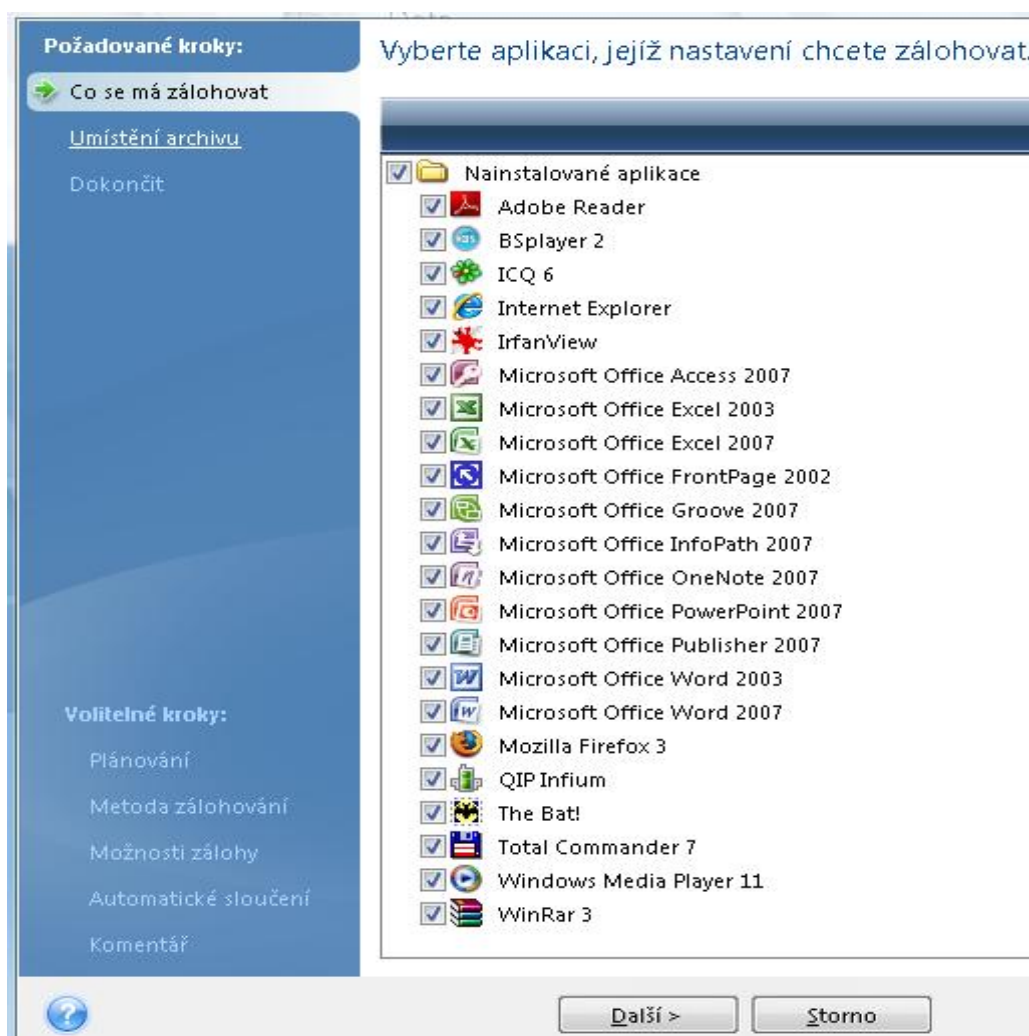 Požadované kroky:
Co se má zálohovat
Umístění archivu
Dokončit
Volitelné kroky:
Plánování
Metoda zálohování
Možnosti zálohy
Automatické sloučení
Komentář
Vyberte aplikaci, jejíž nastavení chcete zálohovat.
Nainstalované aplikace
Adobe Reader
BSplayer 2
ICQ 6
Internet Explorer
IrfanView
Microsoft Office Access 2007
Microsoft Office Excel 2003
Microsoft Office Excel 2007
Microsoft Office FrontPage 2002
Microsoft Office Groove 2007
Microsoft Office InfoPath 2007
Microsoft Office OneNote 2007
Microsoft Office PowerPoint 2007
Microsoft Office Publisher 2007
Microsoft Office Word 2003
Microsoft Office Word 2007
Mozilla Firefox 3
QIP Infium
The Bat!
Total Commander 7
Windows Media Player 11
WinRar 3
Další >
Storno